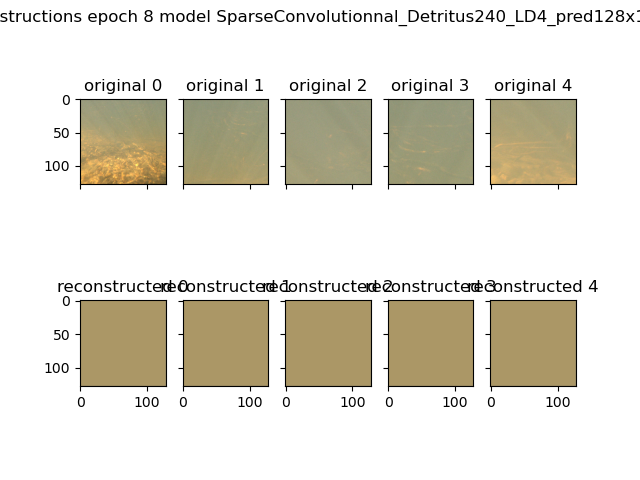 structions epoch 8 model SparseConvolutionnal_Detritus240_LD4_pred128x1
original 0 original 1 original 2 original 3 original 4
0
50
100
reconstructed 0 reconstructed 1 reconstructed 2 reconstructed 3 reconstructed 4
0
50
100
0 100 0 100 0 100 0 100 0 100